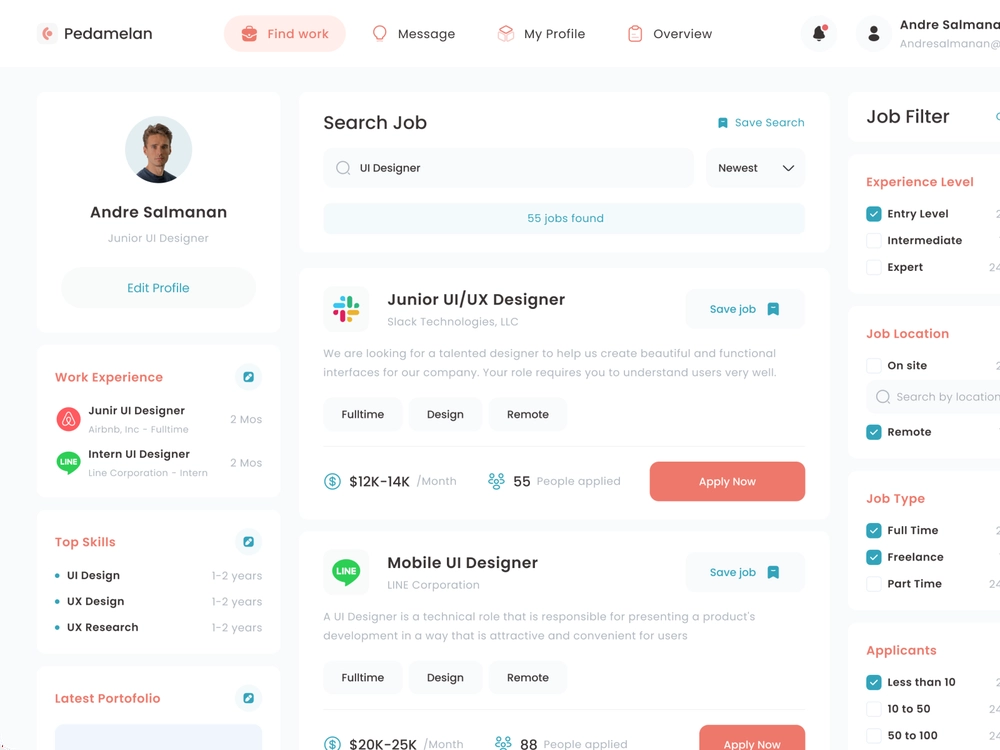 Pedamelan
Find work
Message
My Profile
Overview
Andre Salmanan
Andresalmanan@
Andre Salmanan
Junior UI Designer
Edit Profile
Work Experience
Junir UI Designer
Airbnb, Inc - Fulltime
2 Mos
LINE
Intern UI Designer
Line Corporation - Intern
2 Mos
Top Skills
UI Design 1-2 years
UX Design 1-2 years
UX Research 1-2 years
Latest Portofolio
Search Job
Save Search
UI Designer
Newest
55 jobs found
Junior UI/UX Designer
Slack Technologies, LLC
Save job
We are looking for a talented designer to help us create beautiful and functional
interfaces for our company. Your role requires you to understand users very well.
Fulltime Design Remote
$12K-14K /Month
55 People applied
Apply Now
LINE
Mobile UI Designer
LINE Corporation
Save job
A UI Designer is a technical role that is responsible for presenting a product's
development in a way that is attractive and convenient for users
Fulltime Design Remote
$20K-25K /Month
88 People applied
Apply Now
Job Filter
Experience Level
Entry Level
Intermediate
Expert
Job Location
On site
Search by location
Remote
Job Type
Full Time
Freelance
Part Time
Applicants
Less than 10
10 to 50
50 to 100